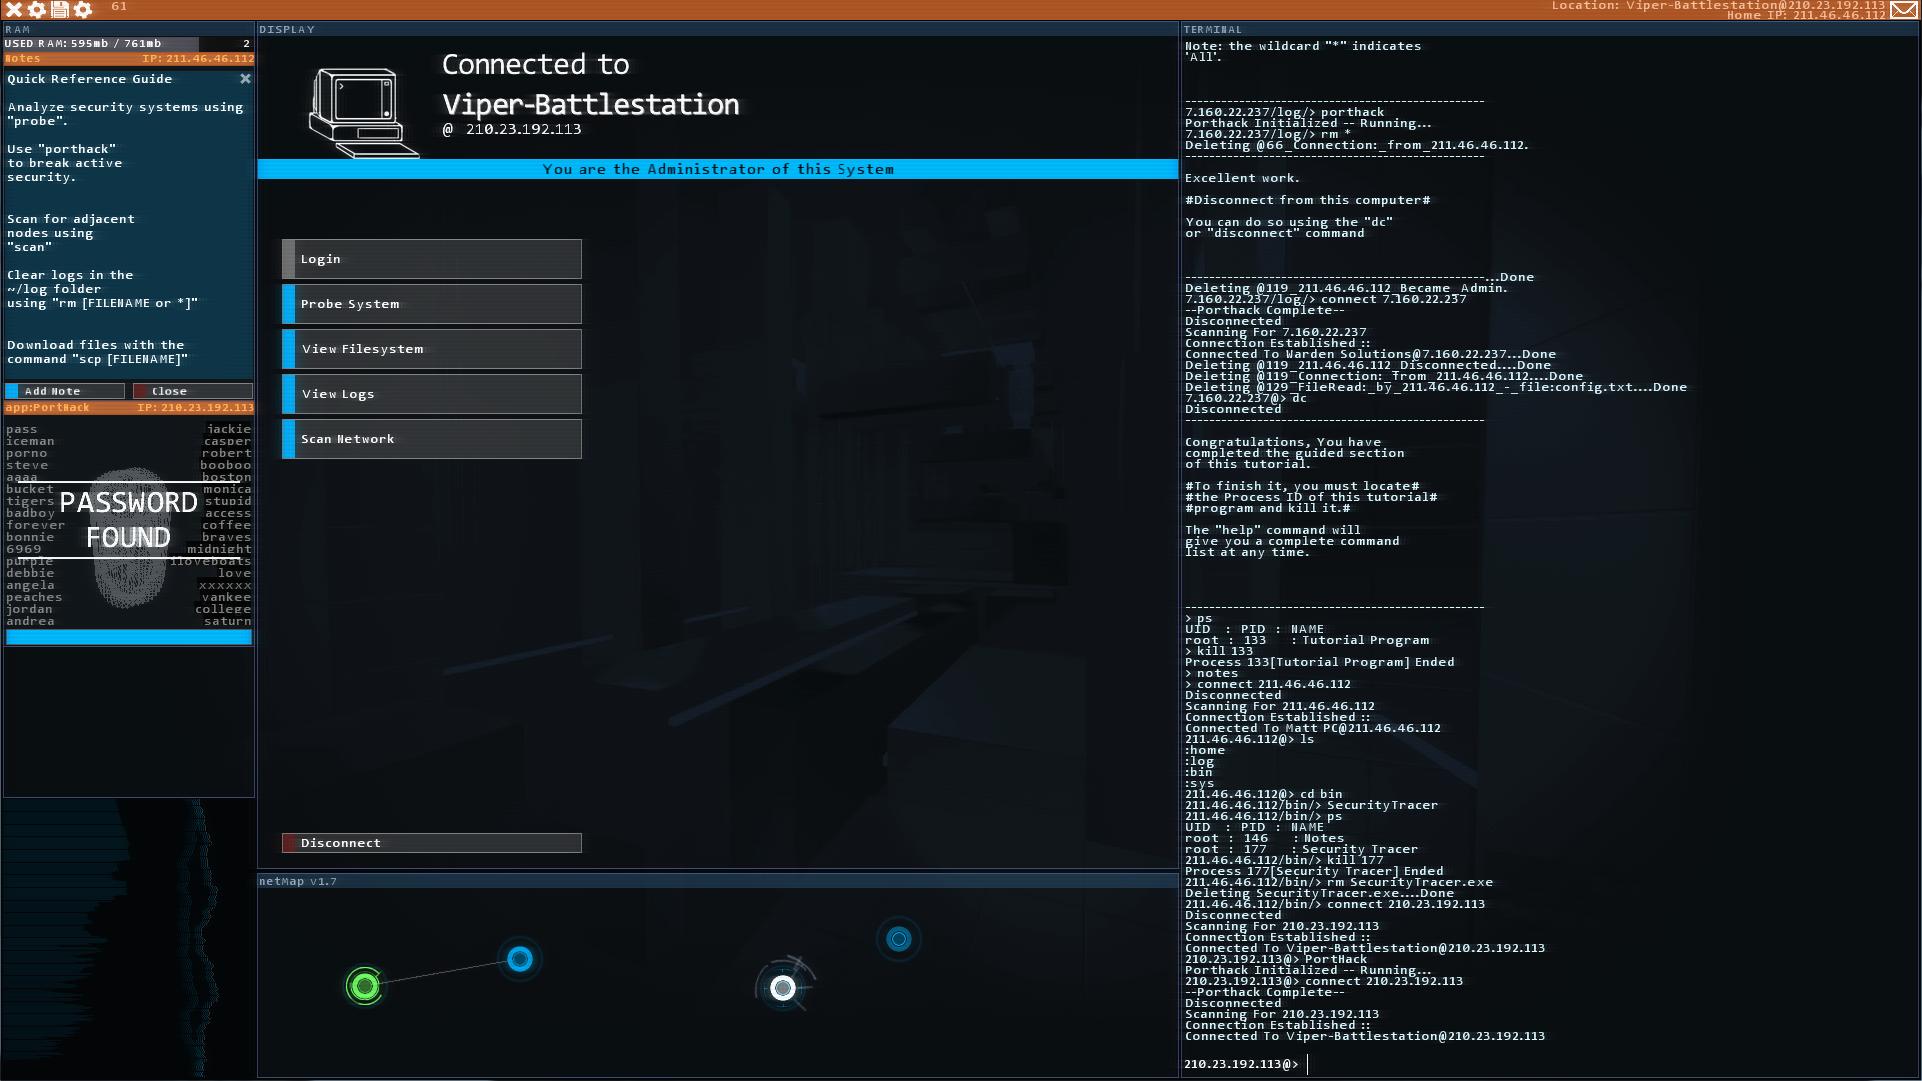 61
Location: Viper-Battlestation@210.23.192.113
Home IP: 211.46.46.112
RAM
USED RAM: 595mb / 761mb 2
Notes IP: 211.46.46.112
Quick Reference Guide
Analyze security systems using
"probe".
Use "porthack"
to break active
security.
Scan for adjacent
nodes using
"scan"
Clear logs in the
~/log folder
using "rm [FILENAME or *]"
Download files with the
command "scp [FILENAME]"
Add Note Close
app:PortHack IP: 210.23.192.113
pass jackie
iceman casper
porno robert
steve booboo
aaaa boston
bucket monica
tigers stupid
badboy access
forever coffee
bonnie braves
6969 midnight
purple iloveboats
debbie love
angela xxxxxx
peaches yankee
jordan college
andrea saturn
PASSWORD
FOUND
DISPLAY
Connected to
Viper-Battlestation
@ 210.23.192.113
You are the Administrator of this System
Login
Probe System
View Filesystem
View Logs
Scan Network
Disconnect
netMap v1.7
TERMINAL
Note: the wildcard "*" indicates
'All'.
--------------------------------------------------
7.160.22.237/log/> porthack
Porthack Initialized -- Running...
7.160.22.237/log/> rm *
Deleting @66_Connection:_from_211.46.46.112.
--------------------------------------------------
Excellent work.
#Disconnect from this computer#
You can do so using the "dc"
or "disconnect" command
--------------------------------------------------...Done
Deleting @119_211.46.46.112_Became_Admin.
7.160.22.237/log/> connect 7.160.22.237
--Porthack Complete--
Disconnected
Scanning For 7.160.22.237
Connection Established ::
Connected To Warden Solutions@7.160.22.237...Done
Deleting @119_211.46.46.112_Disconnected....Done
Deleting @119_Connection:_from_211.46.46.112....Done
Deleting @129_FileRead:_by_211.46.46.112_-_file:config.txt....Done
7.160.22.237@> dc
Disconnected
--------------------------------------------------
Congratulations, You have
completed the guided section
of this tutorial.
#To finish it, you must locate#
#the Process ID of this tutorial#
#program and kill it.#
The "help" command will
give you a complete command
list at any time.
--------------------------------------------------
> ps
UID : PID : NAME
root : 133 : Tutorial Program
> kill 133
Process 133[Tutorial Program] Ended
> notes
> connect 211.46.46.112
Disconnected
Scanning For 211.46.46.112
Connection Established ::
Connected To Matt PC@211.46.46.112
211.46.46.112@> ls
:home
:log
:bin
:sys
211.46.46.112@> cd bin
211.46.46.112/bin/> SecurityTracer
211.46.46.112/bin/> ps
UID : PID : NAME
root : 146 : Notes
root : 177 : Security Tracer
211.46.46.112/bin/> kill 177
Process 177[Security Tracer] Ended
211.46.46.112/bin/> rm SecurityTracer.exe
Deleting SecurityTracer.exe....Done
211.46.46.112/bin/> connect 210.23.192.113
Disconnected
Scanning For 210.23.192.113
Connection Established ::
Connected To Viper-Battlestation@210.23.192.113
210.23.192.113@> PortHack
Porthack Initialized -- Running...
210.23.192.113@> connect 210.23.192.113
--Porthack Complete--
Disconnected
Scanning For 210.23.192.113
Connection Established ::
Connected To Viper-Battlestation@210.23.192.113
210.23.192.113@>